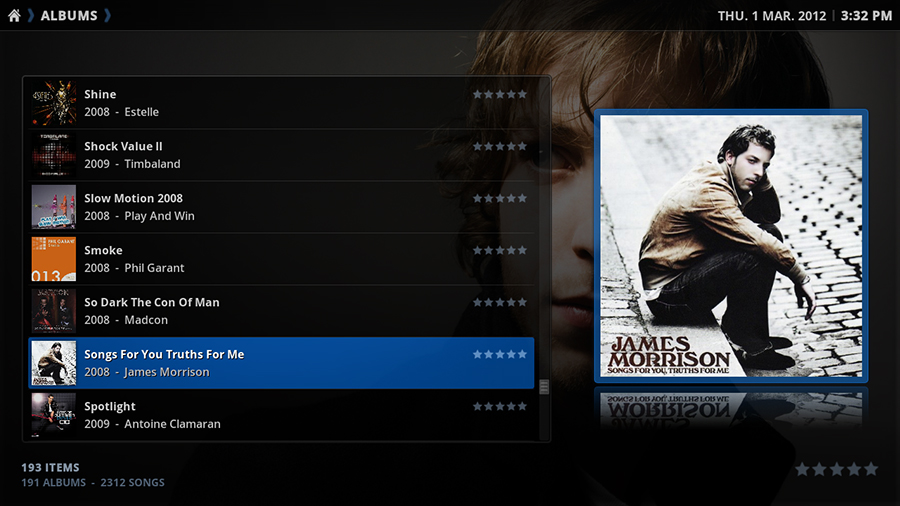 ALBUMS
THU. 1 MAR. 2012 | 3:32 PM
Shine
2008 - Estelle
Shock Value II
2009 - Timbaland
Slow Motion 2008
2008 - Play And Win
Smoke
2008 - Phil Garant
013
So Dark The Con Of Man
2008 - Madcon
Songs For You Truths For Me
2008 - James Morrison
Spotlight
2009 - Antoine Clamaran
JAMES
MORRISON
SONGS FOR YOU, TRUTHS FOR ME
193 ITEMS
191 ALBUMS - 2312 SONGS